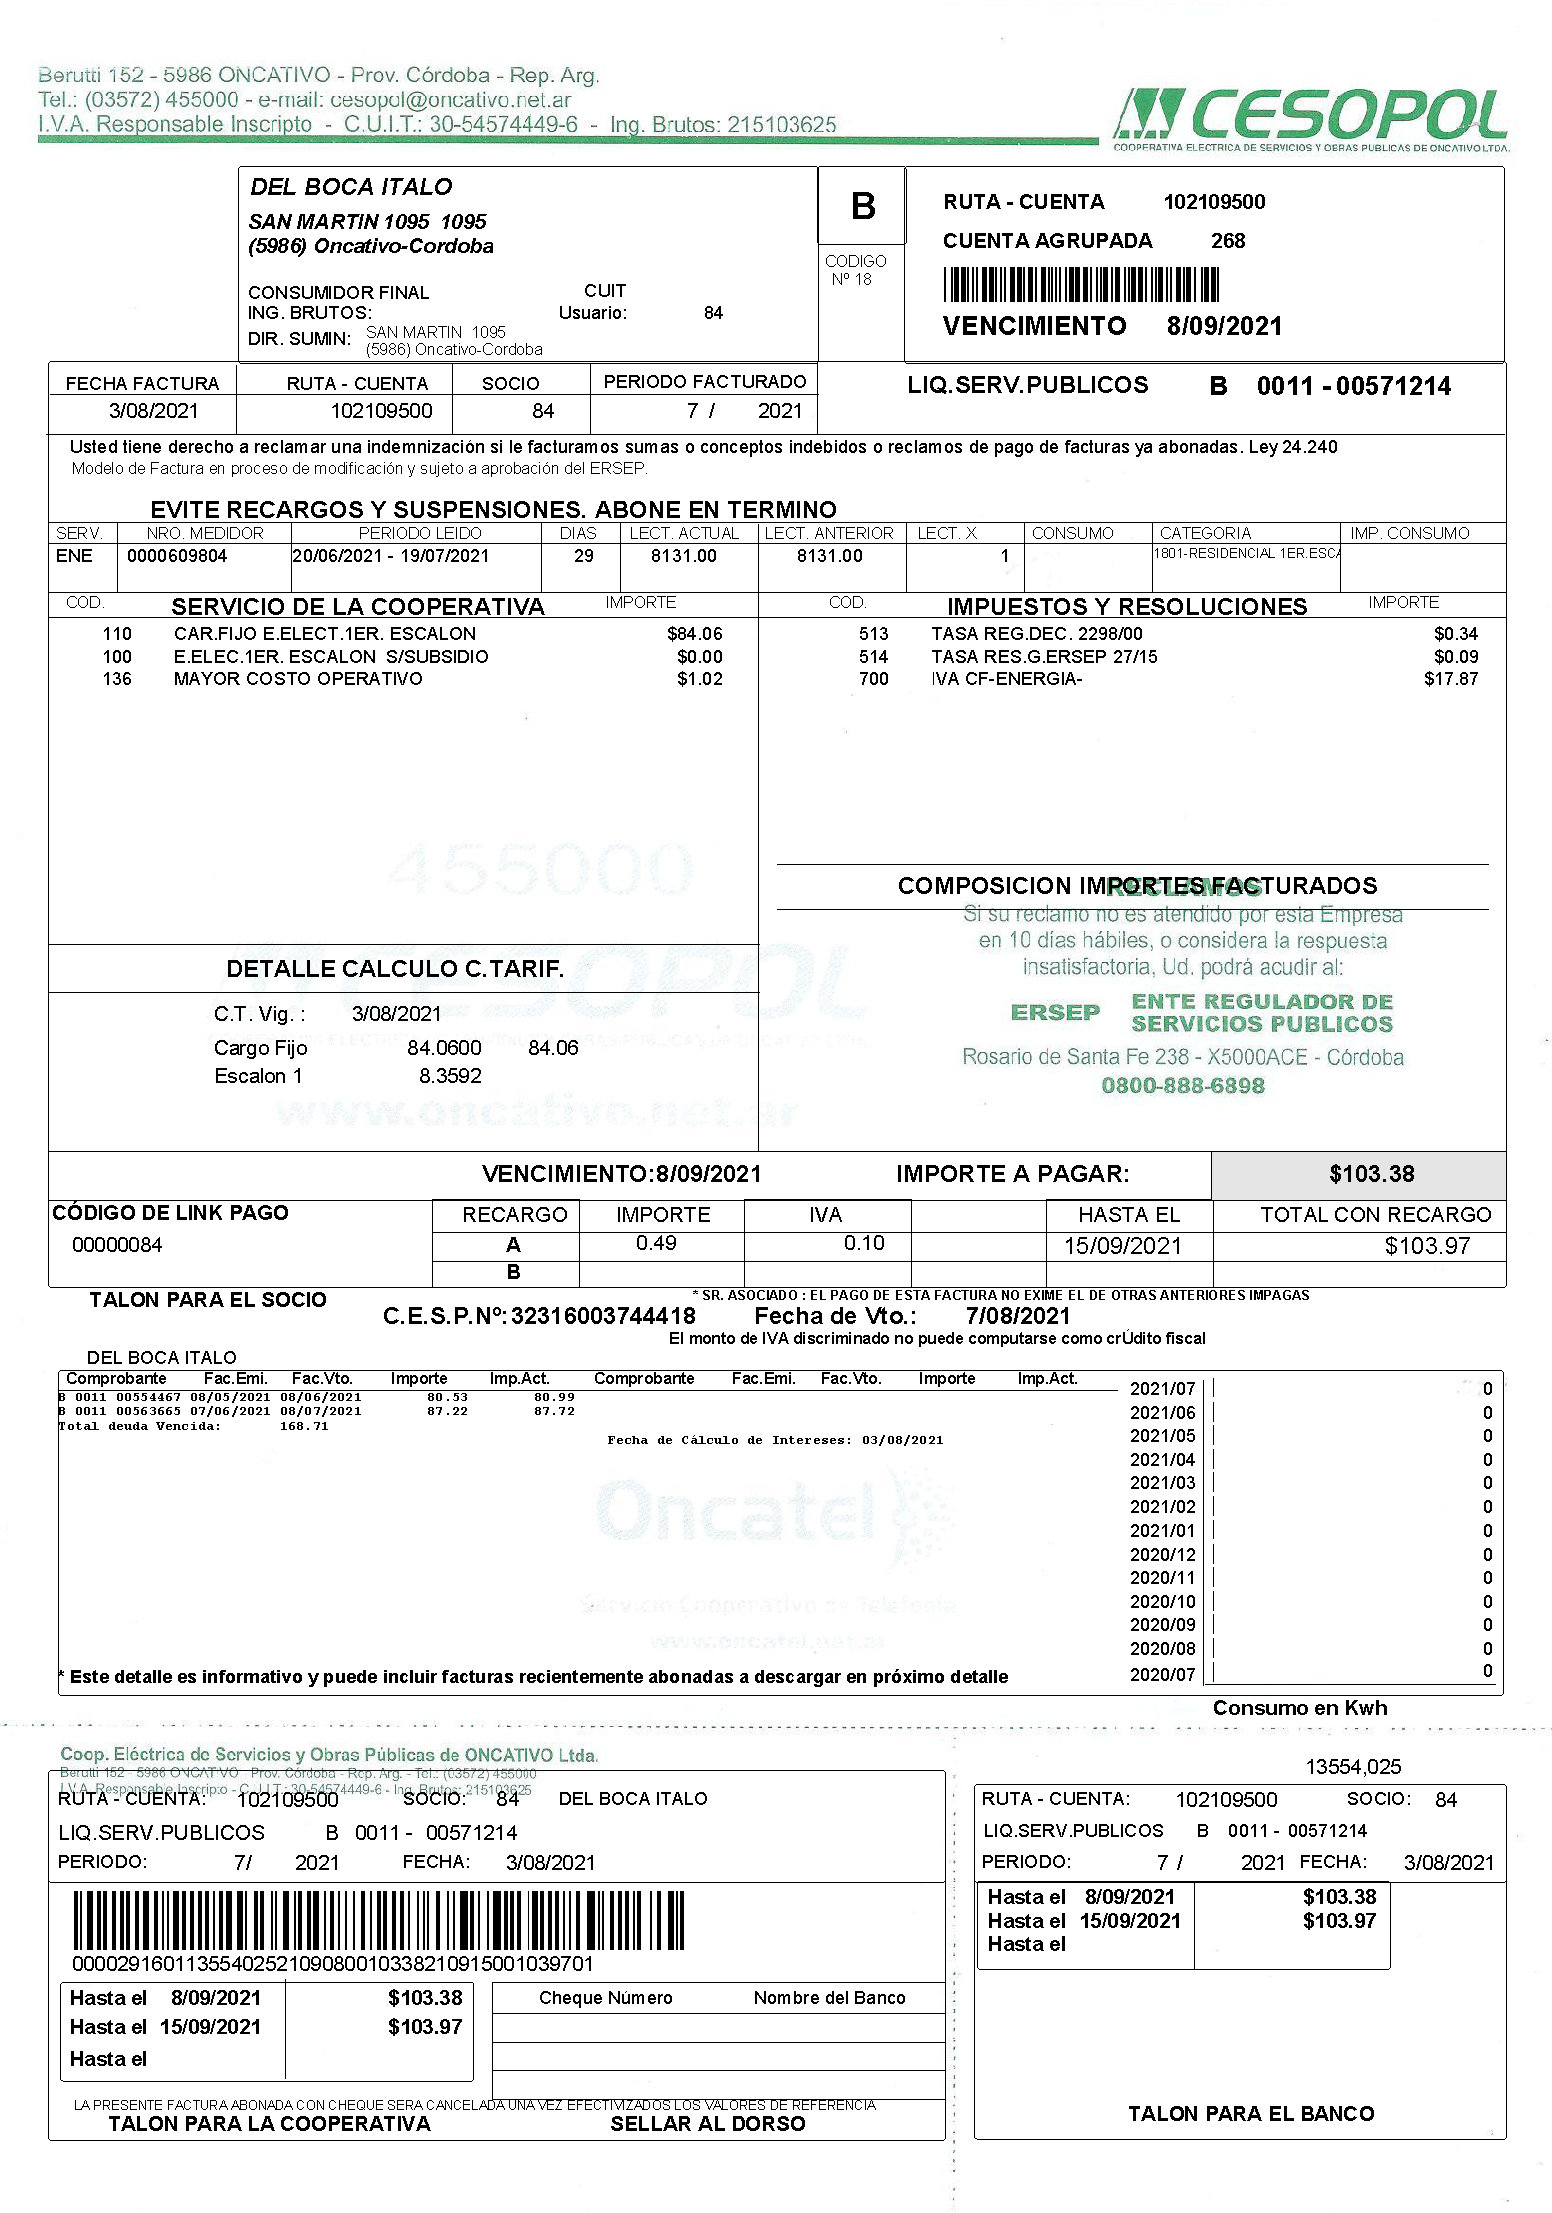 Berutti 152 - 5986 ONCATIVO - Prov. Córdoba - Rep. Arg.
Tel.: (03572) 455000 - e-mail: cesopol@oncativo.net.ar
I.V.A. Responsable Inscripto - C.U.I.T.: 30-54574449-6 - Ing. Brutos: 215103625
CESOPOL
COOPERATIVA ELECTRICA DE SERVICIOS Y OBRAS PUBLICAS DE ONCATIVO LTDA.
DEL BOCA ITALO
SAN MARTIN 1095 1095
(5986) Oncativo-Cordoba
CONSUMIDOR FINAL CUIT
ING. BRUTOS: Usuario: 84
DIR. SUMIN: SAN MARTIN 1095
(5986) Oncativo-Cordoba
B
CODIGO
Nº 18
RUTA - CUENTA 102109500
CUENTA AGRUPADA 268
VENCIMIENTO 8/09/2021
FECHA FACTURA RUTA - CUENTA SOCIO PERIODO FACTURADO
3/08/2021 102109500 84 7 / 2021
LIQ.SERV.PUBLICOS B 0011 - 00571214
Usted tiene derecho a reclamar una indemnización si le facturamos sumas o conceptos indebidos o reclamos de pago de facturas ya abonadas. Ley 24.240
Modelo de Factura en proceso de modificación y sujeto a aprobación del ERSEP.
EVITE RECARGOS Y SUSPENSIONES. ABONE EN TERMINO
SERV. NRO. MEDIDOR PERIODO LEIDO DIAS LECT. ACTUAL LECT. ANTERIOR LECT. X CONSUMO CATEGORIA IMP. CONSUMO
ENE 0000609804 20/06/2021 - 19/07/2021 29 8131.00 8131.00 1 1801-RESIDENCIAL 1ER.ESCA
COD. SERVICIO DE LA COOPERATIVA IMPORTE COD. IMPUESTOS Y RESOLUCIONES IMPORTE
110 CAR.FIJO E.ELECT.1ER. ESCALON $84.06 513 TASA REG.DEC. 2298/00 $0.34
100 E.ELEC.1ER. ESCALON S/SUBSIDIO $0.00 514 TASA RES.G.ERSEP 27/15 $0.09
136 MAYOR COSTO OPERATIVO $1.02 700 IVA CF-ENERGIA- $17.87
455000
CESOPOL
www.oncativo.net.ar
DETALLE CALCULO C.TARIF.
C.T. Vig. : 3/08/2021
Cargo Fijo 84.0600 84.06
Escalon 1 8.3592
COMPOSICION IMPORTES FACTURADOS
RECLAMOS
Si su reclamo no es atendido por esta Empresa
en 10 días hábiles, o considera la respuesta
insatisfactoria, Ud. podrá acudir al:
ERSEP ENTE REGULADOR DE
SERVICIOS PUBLICOS
Rosario de Santa Fe 238 - X5000ACE - Córdoba
0800-888-6898
VENCIMIENTO:8/09/2021 IMPORTE A PAGAR: $103.38
CÓDIGO DE LINK PAGO RECARGO IMPORTE IVA HASTA EL TOTAL CON RECARGO
00000084 A 0.49 0.10 15/09/2021 $103.97
B
TALON PARA EL SOCIO * SR. ASOCIADO : EL PAGO DE ESTA FACTURA NO EXIME EL DE OTRAS ANTERIORES IMPAGAS
C.E.S.P.Nº: 32316003744418 Fecha de Vto.: 7/08/2021
El monto de IVA discriminado no puede computarse como crÚdito fiscal
DEL BOCA ITALO
Comprobante Fac.Emi. Fac.Vto. Importe Imp.Act. Comprobante Fac.Emi. Fac.Vto. Importe Imp.Act.
B 0011 00554467 08/05/2021 08/06/2021 80.53 80.99
B 0011 00563665 07/06/2021 08/07/2021 87.22 87.72
Total deuda Vencida: 168.71
Fecha de Cálculo de Intereses: 03/08/2021
Oncatel
Servicio Cooperativo de Telefonía
www.oncatel.net.ar
2021/07 0
2021/06 0
2021/05 0
2021/04 0
2021/03 0
2021/02 0
2021/01 0
2020/12 0
2020/11 0
2020/10 0
2020/09 0
2020/08 0
2020/07 0
* Este detalle es informativo y puede incluir facturas recientemente abonadas a descargar en próximo detalle
Consumo en Kwh
Coop. Eléctrica de Servicios y Obras Públicas de ONCATIVO Ltda.
Berutti 152 - 5986 ONCATIVO - Prov. Córdoba - Rep. Arg. - Tel.: (03572) 455000
I.V.A. Responsable Inscripto - C.U.I.T.: 30-54574449-6 - Ing. Brutos: 215103625
RUTA - CUENTA: 102109500 SOCIO: 84 DEL BOCA ITALO
LIQ.SERV.PUBLICOS B 0011 - 00571214
PERIODO: 7/ 2021 FECHA: 3/08/2021
00002916011355402521090800103382109150010​39701
Hasta el 8/09/2021 $103.38
Hasta el 15/09/2021 $103.97
Hasta el
Cheque Número Nombre del Banco
LA PRESENTE FACTURA ABONADA CON CHEQUE SERA CANCELADA UNA VEZ EFECTIVIZADOS LOS VALORES DE REFERENCIA
TALON PARA LA COOPERATIVA SELLAR AL DORSO
13554,025
RUTA - CUENTA: 102109500 SOCIO: 84
LIQ.SERV.PUBLICOS B 0011 - 00571214
PERIODO: 7 / 2021 FECHA: 3/08/2021
Hasta el 8/09/2021 $103.38
Hasta el 15/09/2021 $103.97
Hasta el
TALON PARA EL BANCO